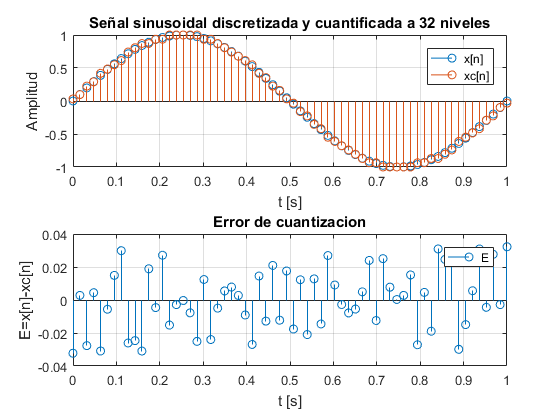 Señal sinusoidal discretizada y cuantificada a 32 niveles
1
0.5
0
-0.5
-1
Amplitud
x[n]
xc[n]
0 0.1 0.2 0.3 0.4 0.5 0.6 0.7 0.8 0.9 1
t [s]
Error de cuantizacion
0.04
0.02
0
-0.02
-0.04
E=x[n]-xc[n]
E
0 0.1 0.2 0.3 0.4 0.5 0.6 0.7 0.8 0.9 1
t [s]